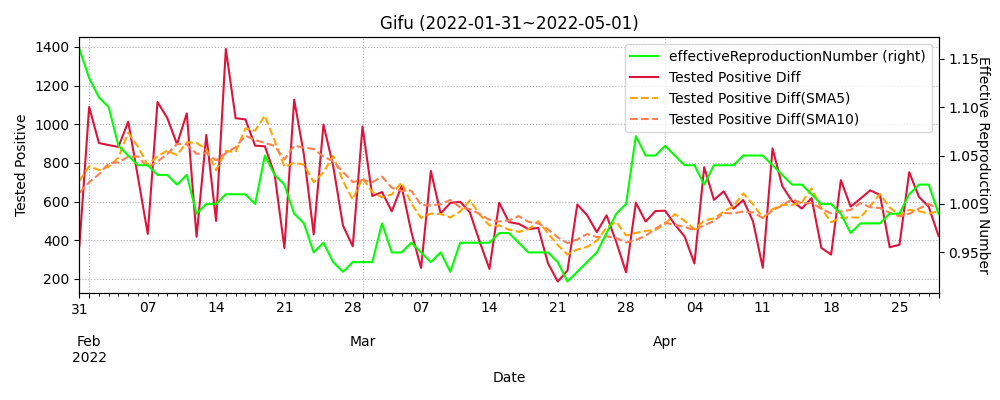 Gifu (2022-01-31~2022-05-01)
effectiveReproductionNumber (right)
Tested Positive Diff
Tested Positive Diff(SMA5)
Tested Positive Diff(SMA10)
Tested Positive
1400
1200
1000
800
600
400
200
1.15
1.10
1.05
1.00
0.95
Effective Reproduction Number
31 07 14 21 28 07 14 21 28 04 11 18 25
Feb Mar Apr
2022
Date